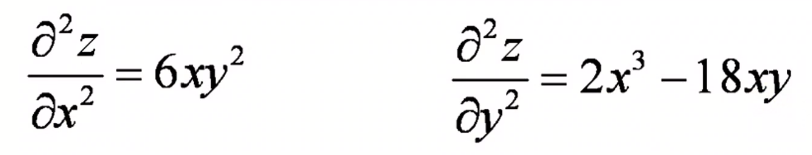 ∂²z/∂x² = 6xy²    ∂²z/∂y² = 2x³ − 18xy